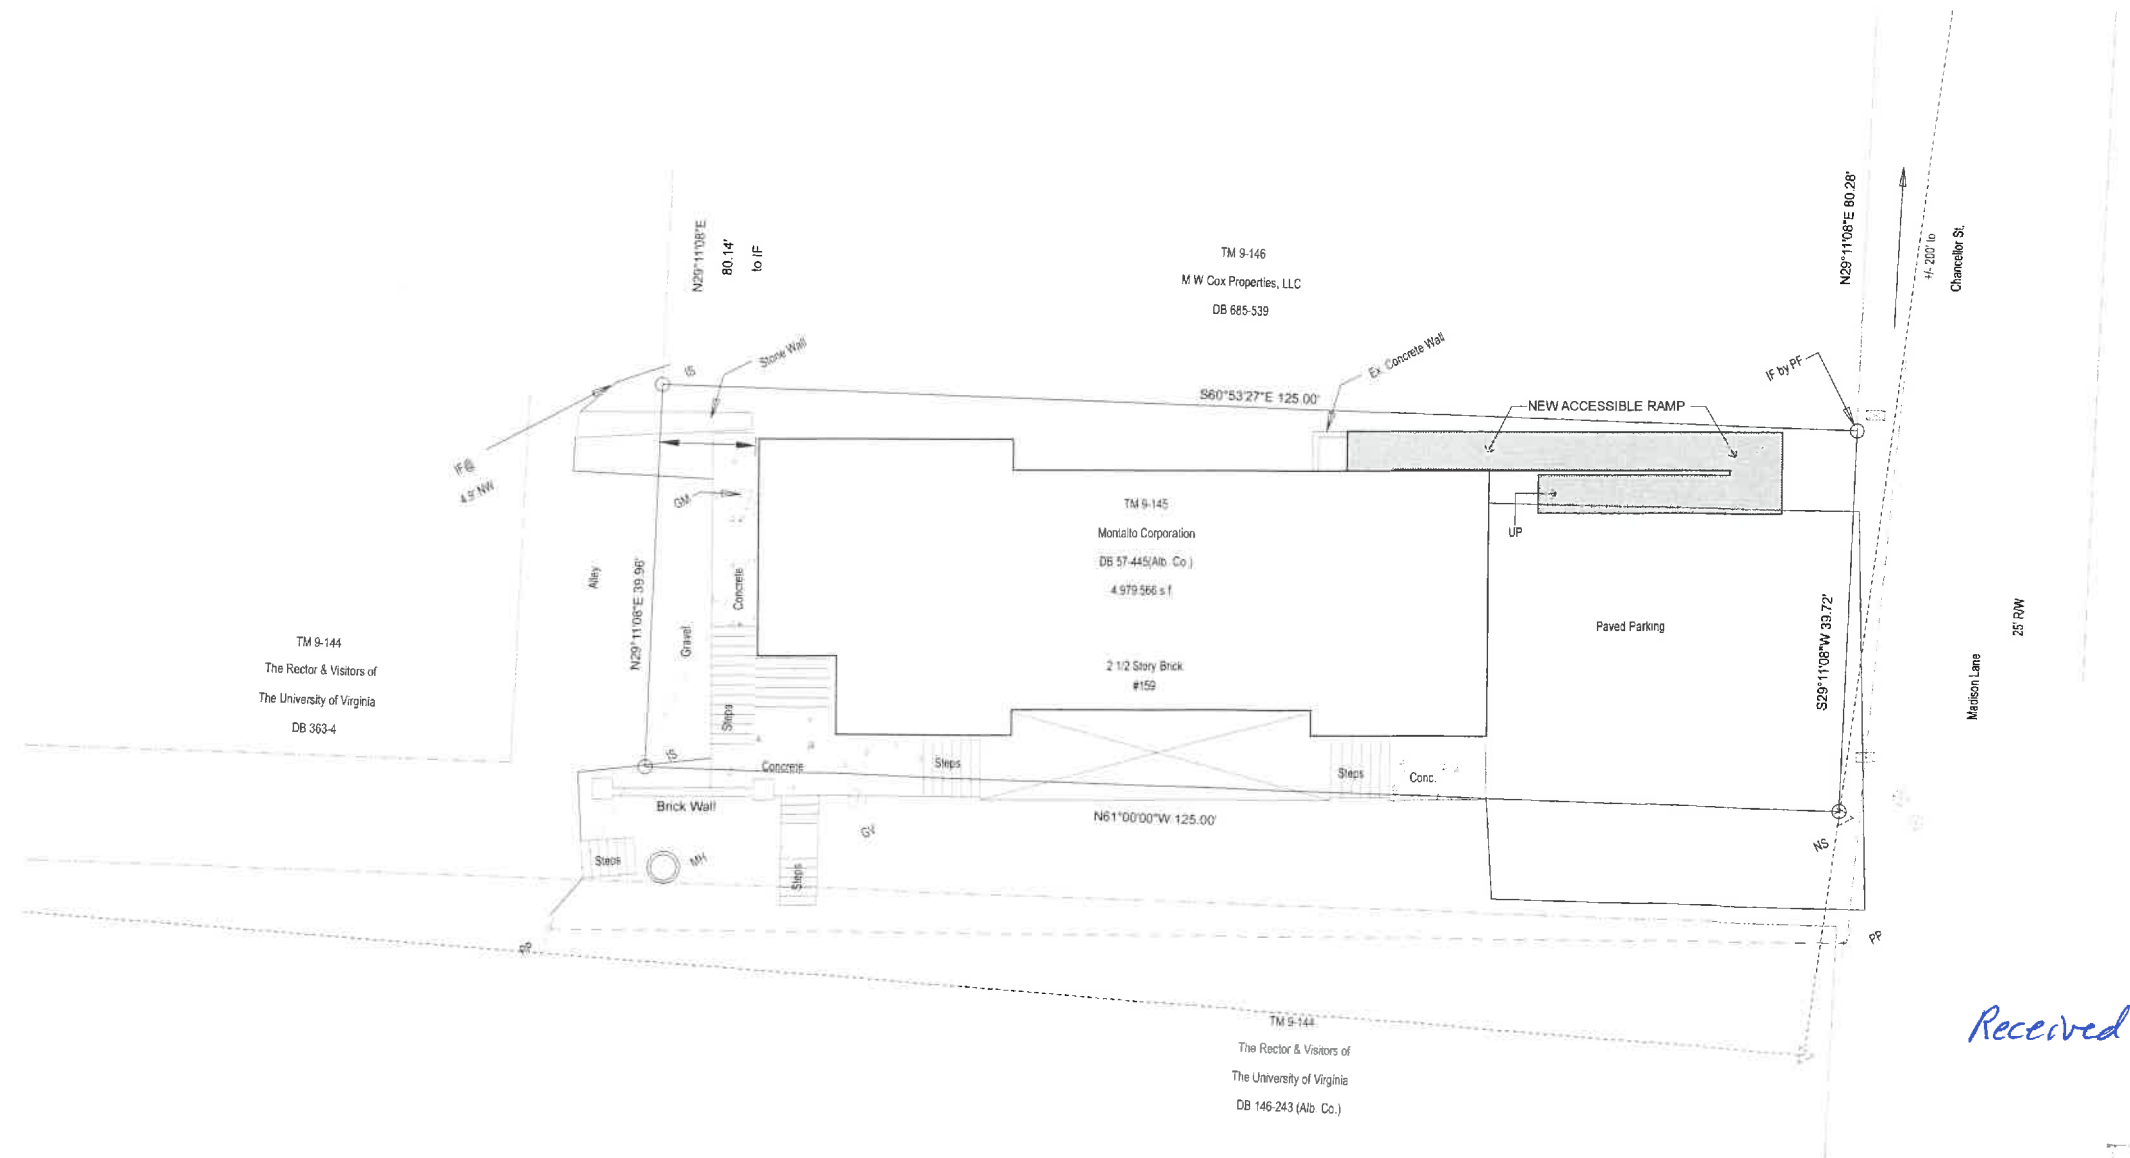 N29°11'08"E
80.14'
to IF
TM 9-146
M W Cox Properties, LLC
DB 685-539
N29°11'08"E 80.28'
+/- 200' to
Chancellor St.
IS
Stone Wall
Ex. Concrete Wall
IF by PF
S60°53'27"E 125.00'
NEW ACCESSIBLE RAMP
IF@
4.9' NW
GM
TM 9-145
Montalto Corporation
DB 57-445(Alb. Co.)
4,979.566 s.f.
UP
Alley
N29°11'08"E 39.96'
Concrete
Gravel
Paved Parking
S29°11'08"W 39.72'
25' R/W
Madison Lane
TM 9-144
The Rector & Visitors of
The University of Virginia
DB 363-4
2 1/2 Story Brick
#159
Steps
IS
Concrete
Steps
Steps
Conc.
Brick Wall
N61°00'00"W 125.00'
GV
NS
Steps
MH
Steps
PP
PP
TM 9-144
The Rector & Visitors of
The University of Virginia
DB 146-243 (Alb. Co.)
Received